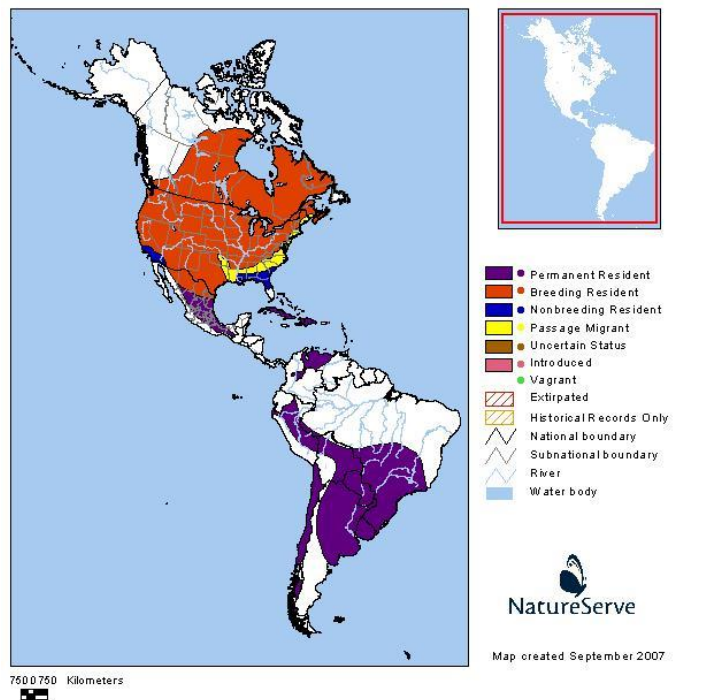 Permanent Resident
Breeding Resident
Nonbreeding Resident
Passage Migrant
Uncertain Status
Introduced
Vagrant
Extirpated
Historical Records Only
National boundary
Subnational boundary
River
Water body
NatureServe
Map created September 2007
750 0 750 Kilometers